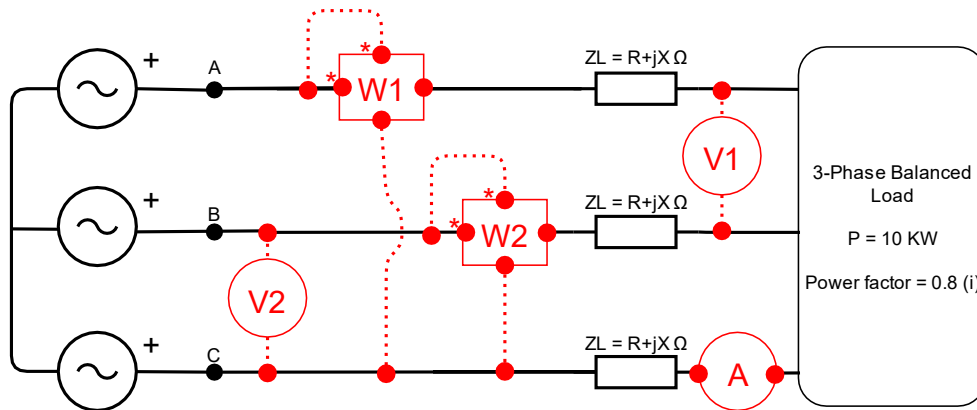 +
A
*
*
W1
ZL = R+jX Ω
V1
+
B
*
*
W2
ZL = R+jX Ω
V2
3-Phase Balanced
Load
P = 10 KW
Power factor = 0.8 (i)
+
C
ZL = R+jX Ω
A